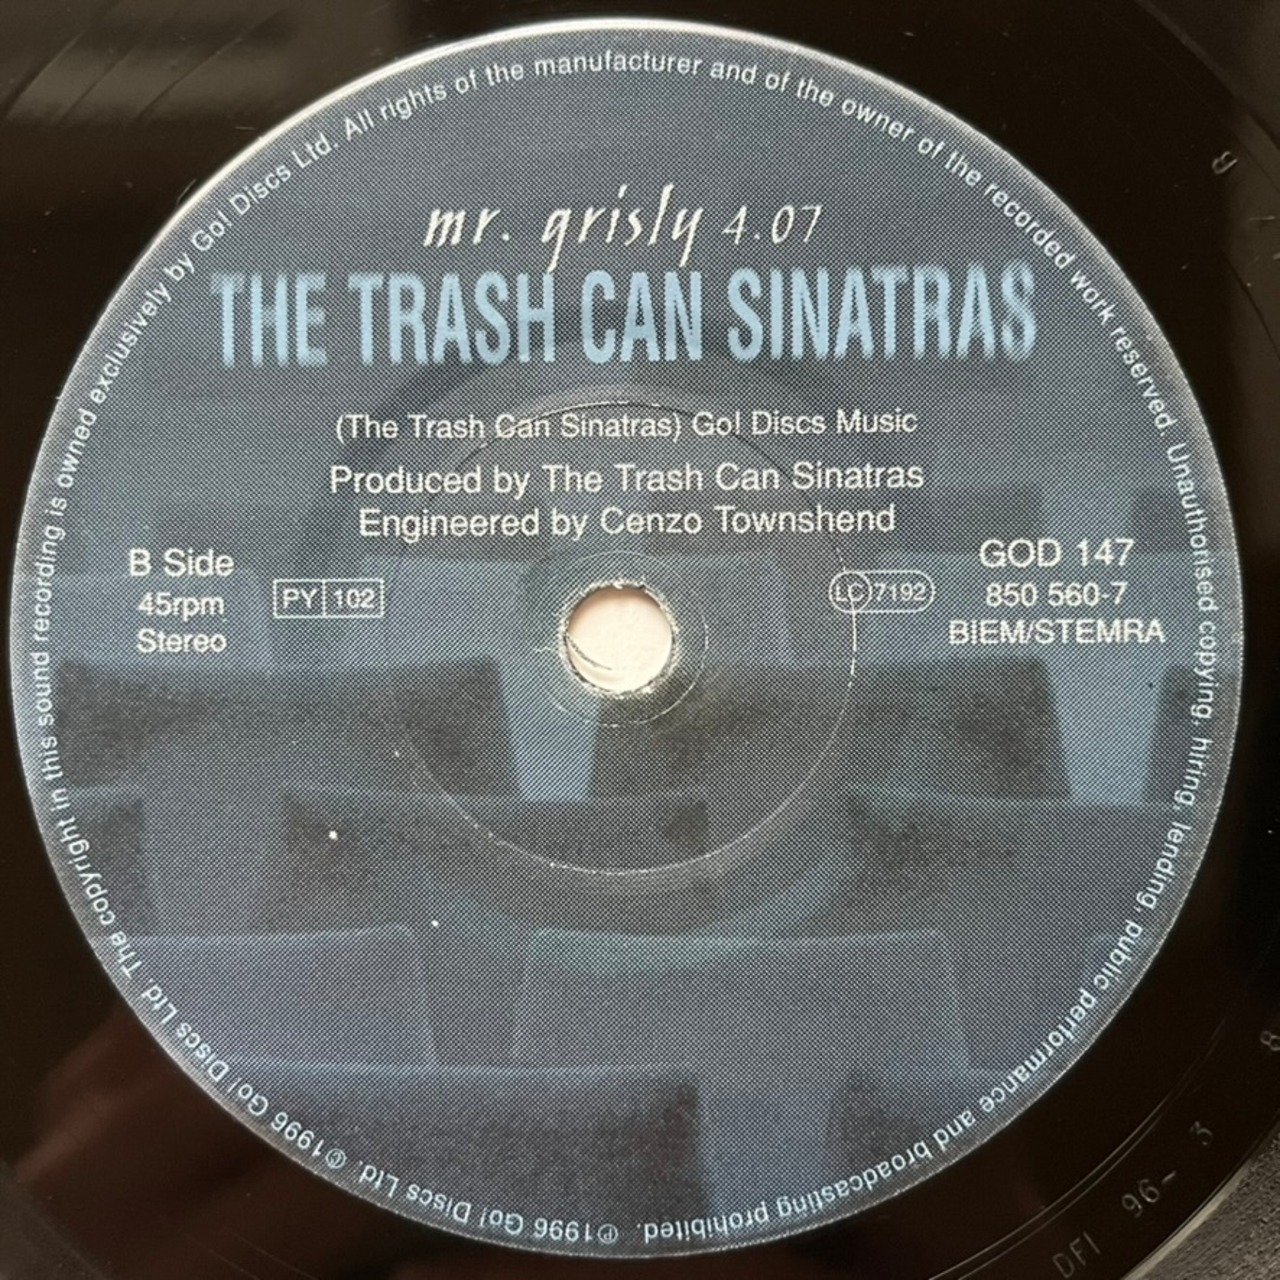 mr. grisly 4.07
THE TRASH CAN SINATRAS
(The Trash Can Sinatras) Go! Discs Music
Produced by The Trash Can Sinatras
Engineered by Cenzo Townshend
B Side
45rpm
Stereo
PY 102
LC 7192
GOD 147
850 560-7
BIEM/STEMRA
℗1996 Go! Discs Ltd. ©1996 Go! Discs Ltd. The copyright in this sound recording is owned exclusively by Go! Discs Ltd. All rights of the manufacturer and of the owner of the recorded work reserved. Unauthorised copying, hiring, lending, public performance and broadcasting prohibited.
DFI 96- 3 8